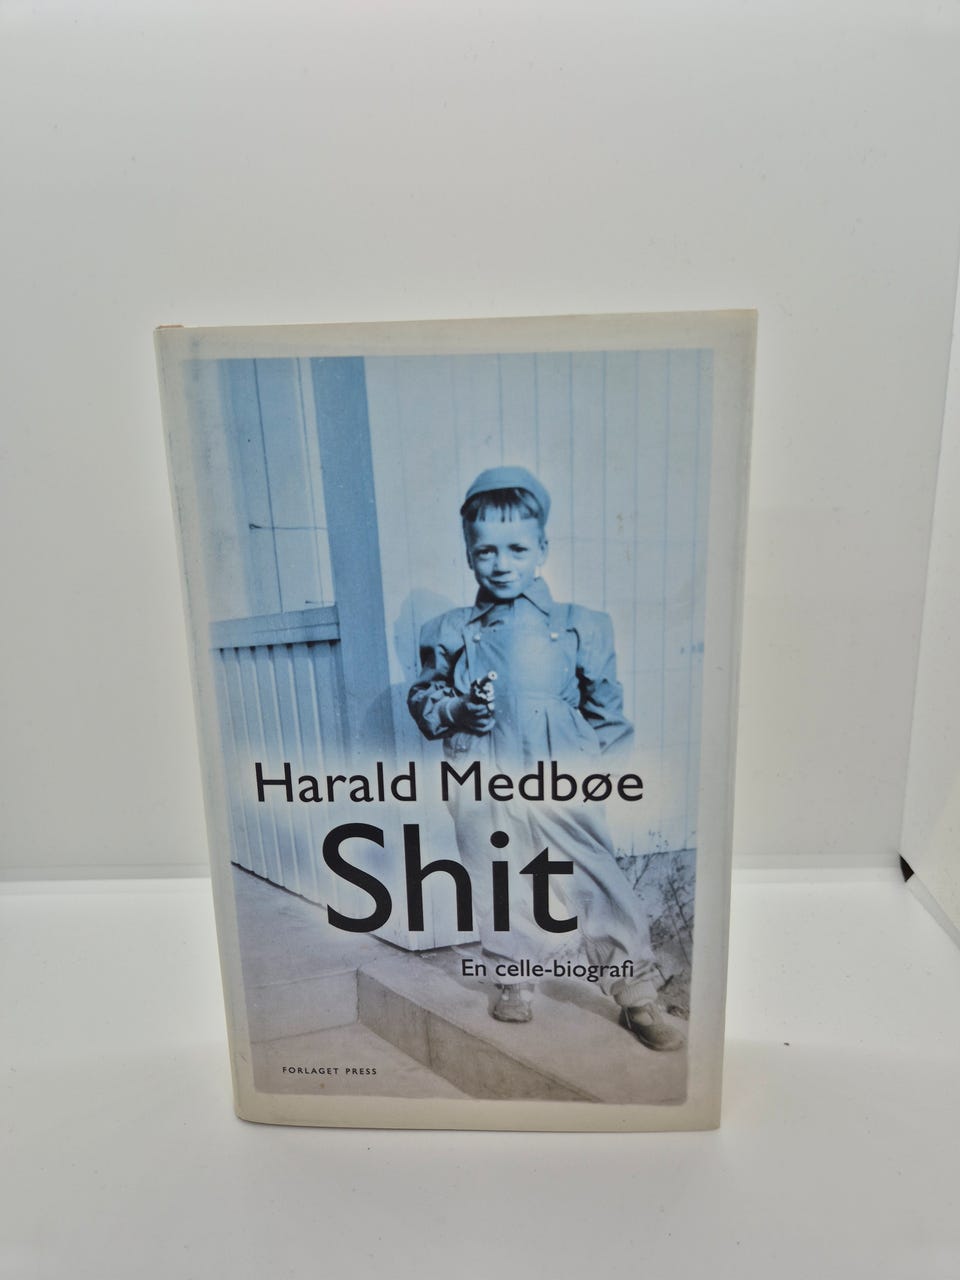 Harald Medbøe
Shit
En celle-biografi
FORLAGET PRESS